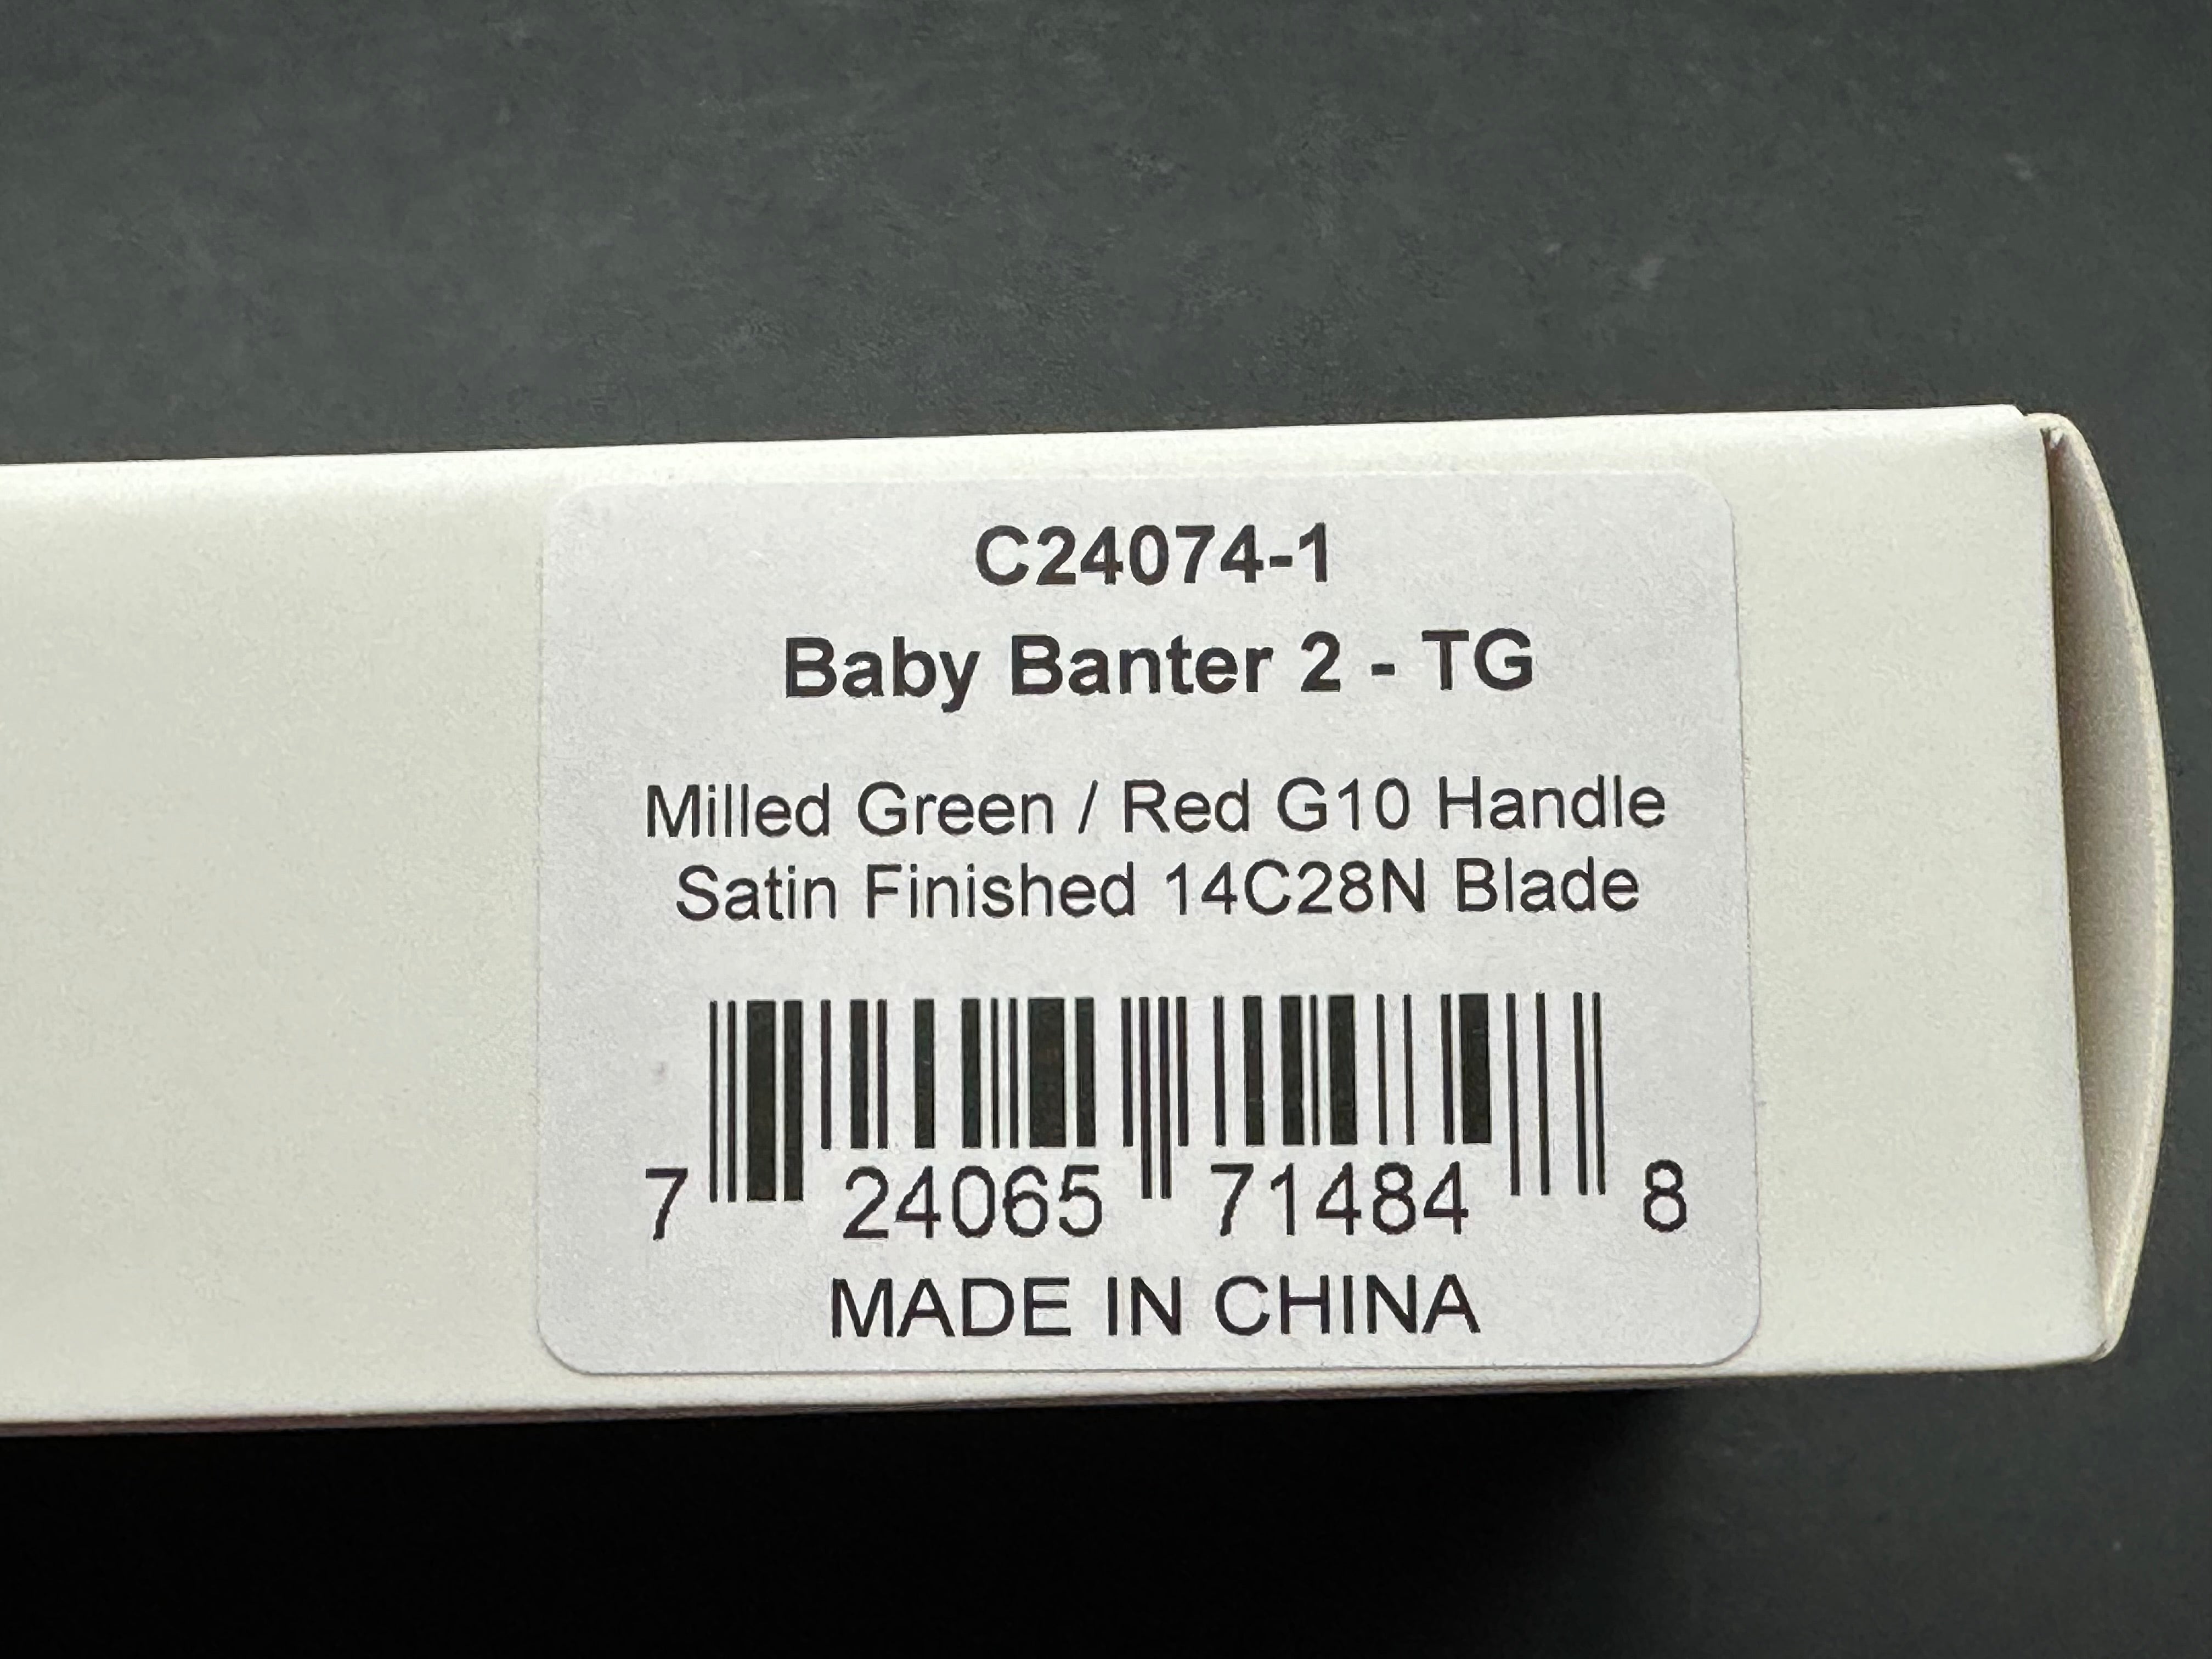 C24074-1
Baby Banter 2 - TG
Milled Green / Red G10 Handle
Satin Finished 14C28N Blade
7 24065 71484 8
MADE IN CHINA